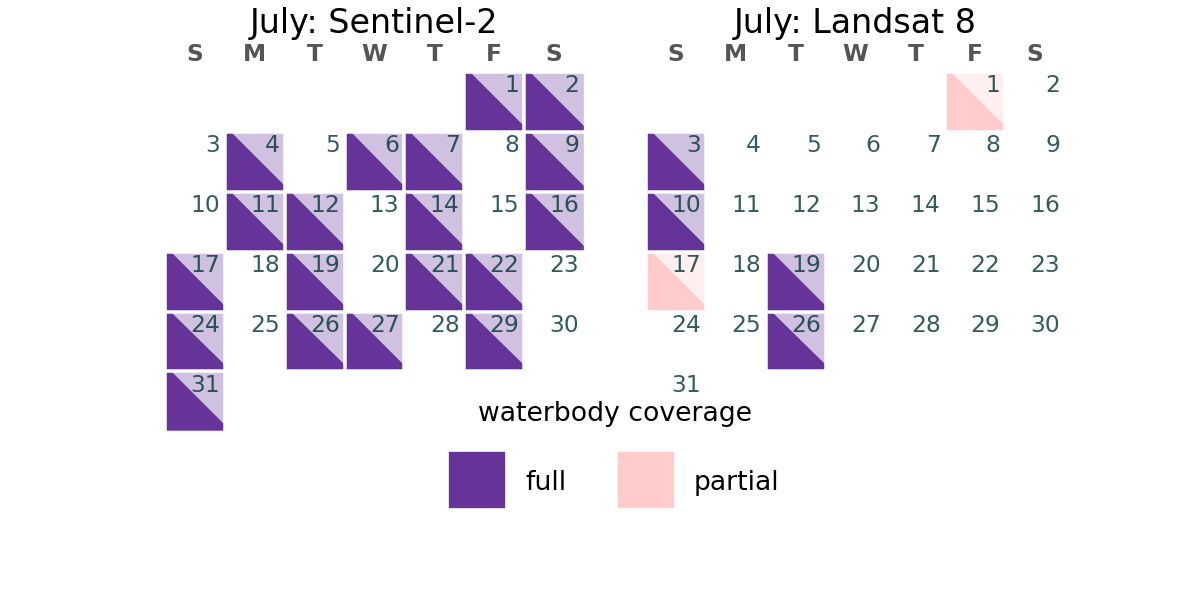 July: Sentinel-2
S M T W T F S
1 2
3 4 5 6 7 8 9
10 11 12 13 14 15 16
17 18 19 20 21 22 23
24 25 26 27 28 29 30
31
July: Landsat 8
S M T W T F S
1 2
3 4 5 6 7 8 9
10 11 12 13 14 15 16
17 18 19 20 21 22 23
24 25 26 27 28 29 30
31
waterbody coverage
full
partial